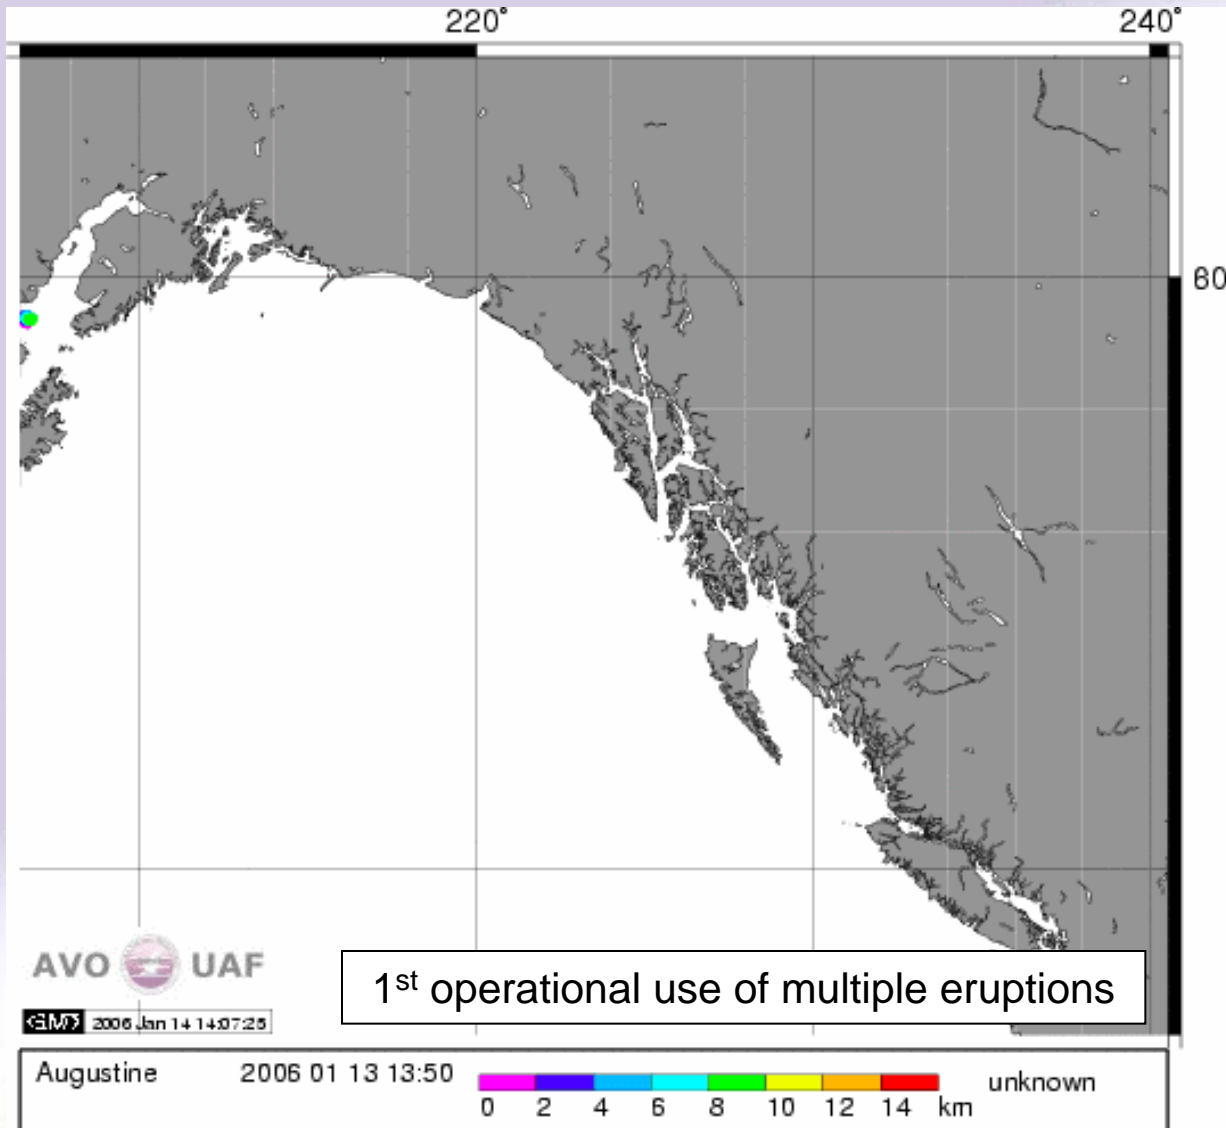 220° 240°
60
AVO UAF
1st operational use of multiple eruptions
GMT 2006 Jan 14 14:07:25
Augustine 2006 01 13 13:50 unknown
0 2 4 6 8 10 12 14 km